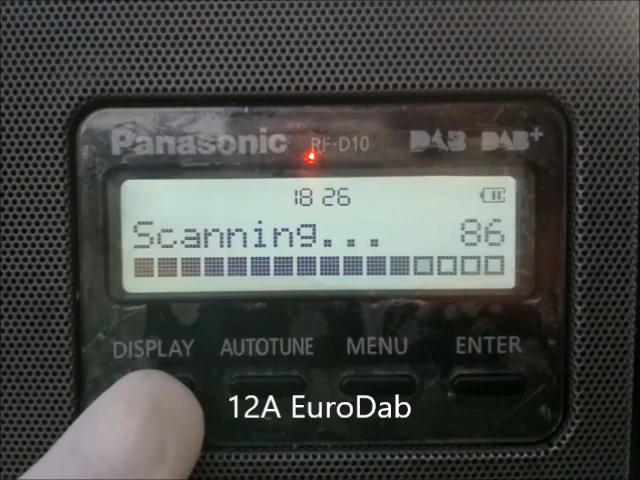 Panasonic RF-D10 DAB DAB+
18 26
Scanning... 86
DISPLAY AUTOTUNE MENU ENTER
12A EuroDab